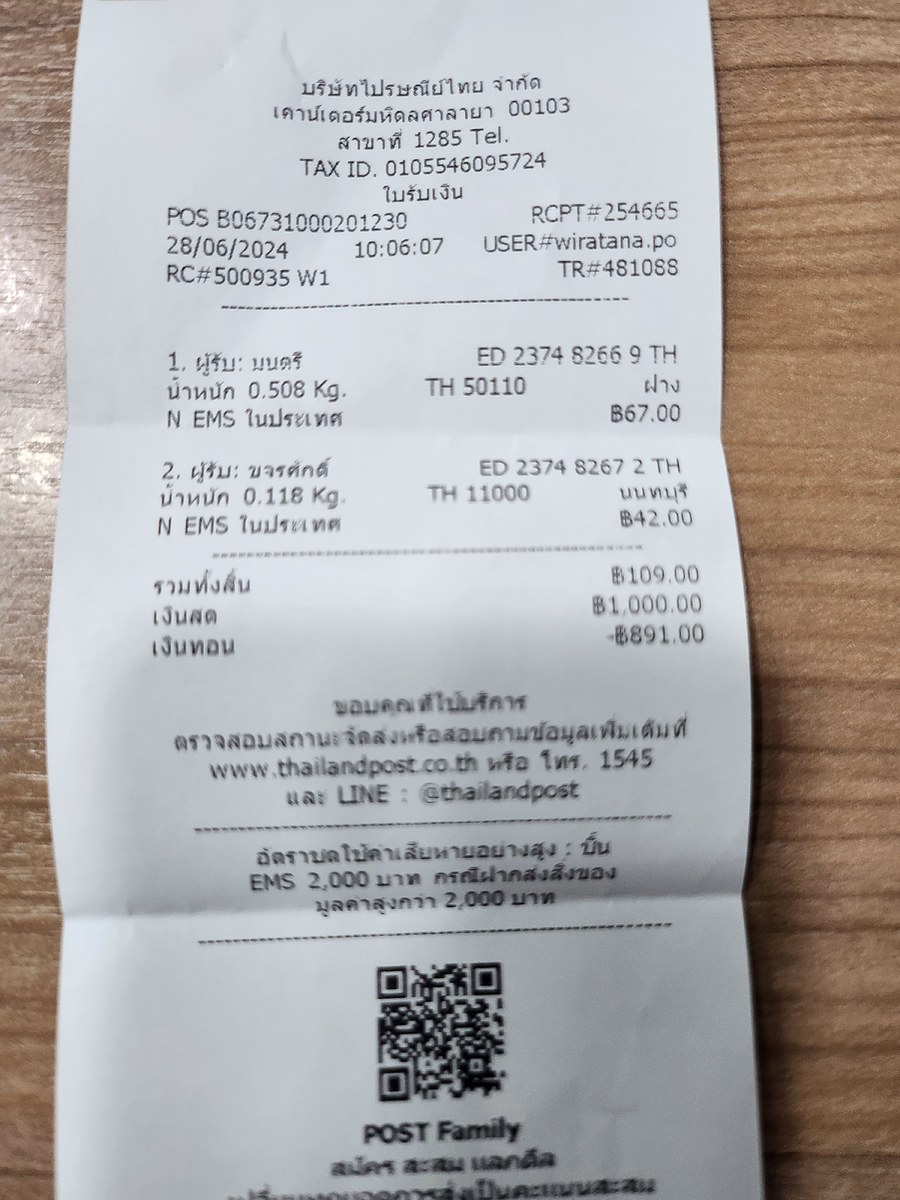 บริษัทไปรษณีย์ไทย จำกัด
เคาน์เตอร์มหิดลศาลายา 00103
สาขาที่ 1285 Tel.
TAX ID. 0105546095724
ใบรับเงิน
POS B06731000201230 RCPT#254665
28/06/2024 10:06:07 USER#wiratana.po
RC#500935 W1 TR#481088
1. ผู้รับ: มนตรี ED 2374 8266 9 TH
น้ำหนัก 0.508 Kg. TH 50110 ฝาง
N EMS ในประเทศ ฿67.00
2. ผู้รับ: ขจรศักดิ์ ED 2374 8267 2 TH
น้ำหนัก 0.118 Kg. TH 11000 นนทบุรี
N EMS ในประเทศ ฿42.00
รวมทั้งสิ้น ฿109.00
เงินสด ฿1,000.00
เงินทอน -฿891.00
ขอบคุณที่ใช้บริการ
ตรวจสอบสถานะจัดส่งหรือสอบถามข้อมูลเพิ่มเติมที่
www.thailandpost.co.th หรือ โทร. 1545
และ LINE : @thailandpost
อัตราชดใช้ค่าเสียหายอย่างสูง : ชิ้น
EMS 2,000 บาท กรณีฝากส่งสิ่งของ
มูลค่าสูงกว่า 2,000 บาท
POST Family
สมัคร สะสม แลกดีล